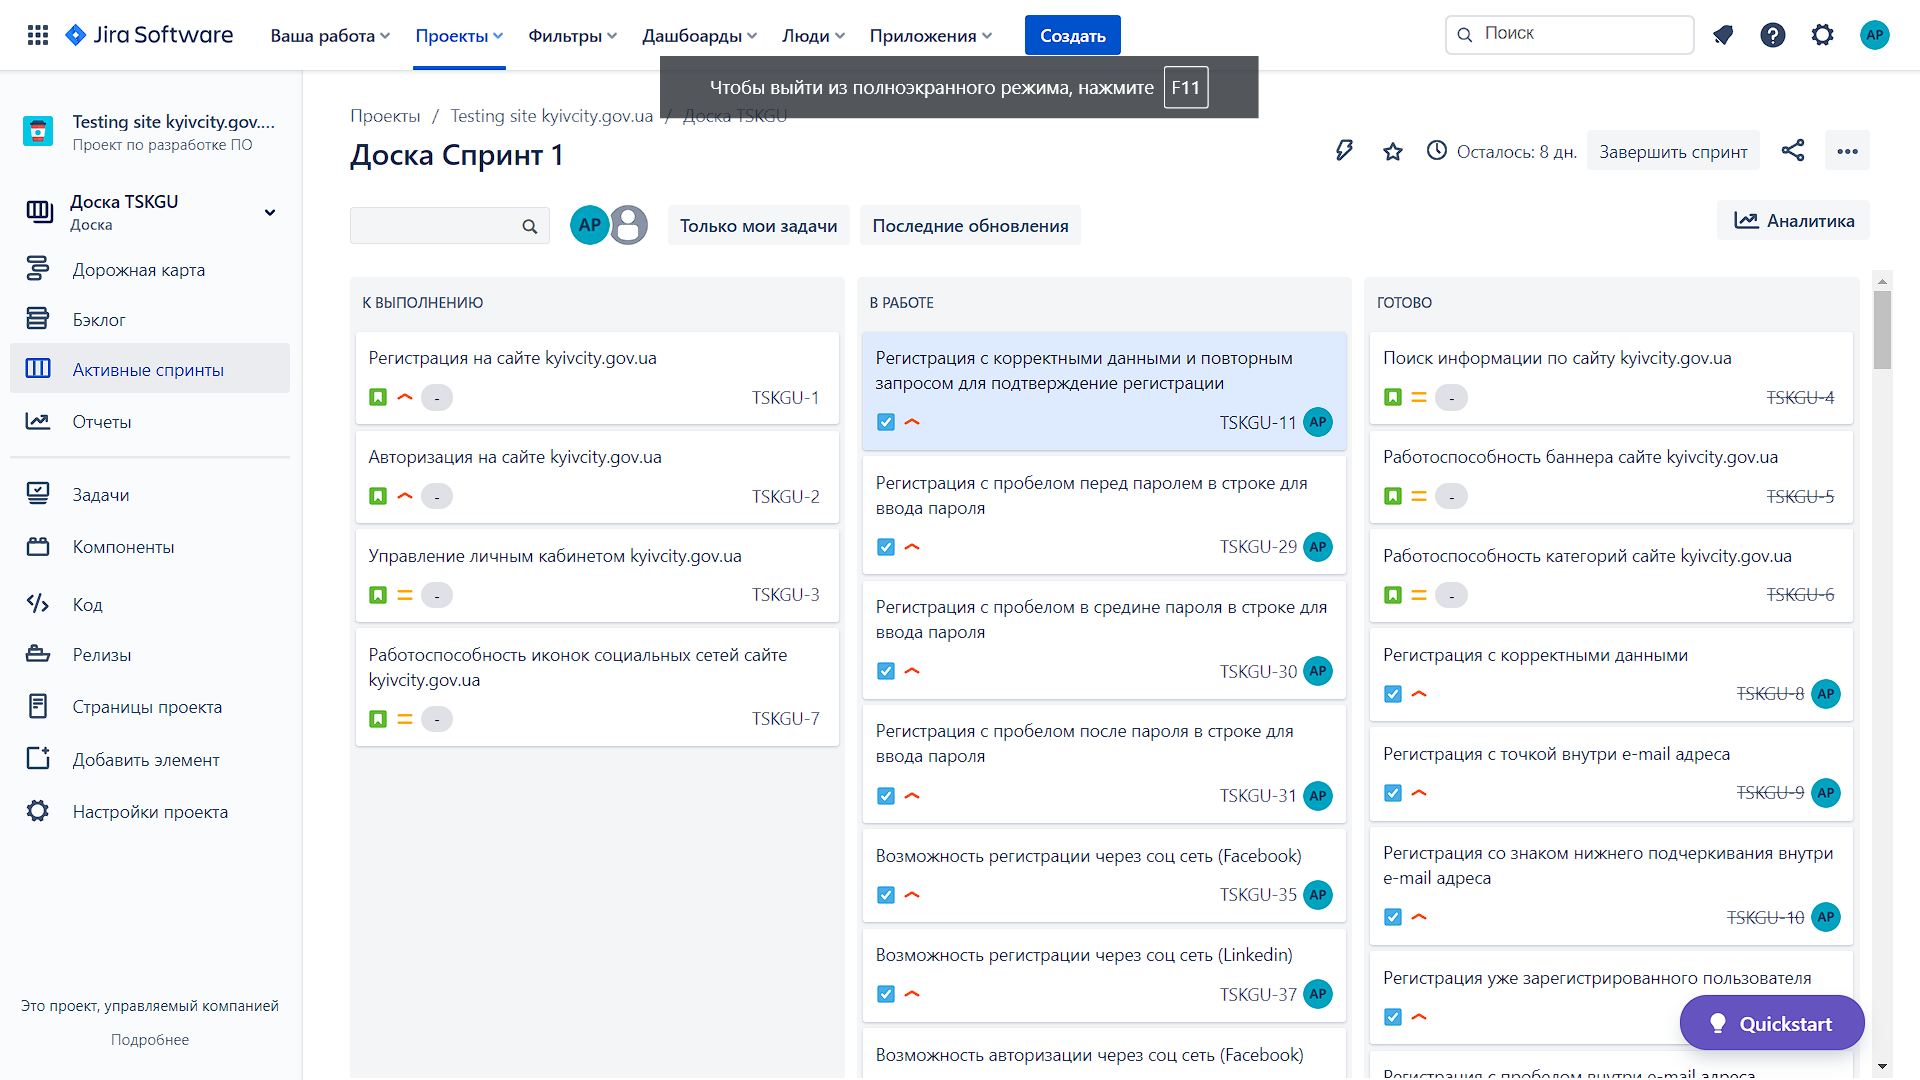 Jira Software
Ваша работа
Проекты
Фильтры
Дашбоарды
Люди
Приложения
Создать
Поиск
AP
Чтобы выйти из полноэкранного режима, нажмите F11
Testing site kyivcity.gov....
Проект по разработке ПО
Доска TSKGU
Доска
Дорожная карта
Бэклог
Активные спринты
Отчеты
Задачи
Компоненты
Код
Релизы
Страницы проекта
Добавить элемент
Настройки проекта
Это проект, управляемый компанией
Подробнее
Проекты / Testing site kyivcity.gov.ua / Доска TSKGU
Доска Спринт 1
Осталось: 8 дн.
Завершить спринт
AP
Только мои задачи
Последние обновления
Аналитика
К ВЫПОЛНЕНИЮ
Регистрация на сайте kyivcity.gov.ua
- TSKGU-1
Авторизация на сайте kyivcity.gov.ua
- TSKGU-2
Управление личным кабинетом kyivcity.gov.ua
- TSKGU-3
Работоспособность иконок социальных сетей сайте
kyivcity.gov.ua
- TSKGU-7
В РАБОТЕ
Регистрация с корректными данными и повторным
запросом для подтверждение регистрации
TSKGU-11 AP
Регистрация с пробелом перед паролем в строке для
ввода пароля
TSKGU-29 AP
Регистрация с пробелом в средине пароля в строке для
ввода пароля
TSKGU-30 AP
Регистрация с пробелом после пароля в строке для
ввода пароля
TSKGU-31 AP
Возможность регистрации через соц сеть (Facebook)
TSKGU-35 AP
Возможность регистрации через соц сеть (Linkedin)
TSKGU-37 AP
Возможность авторизации через соц сеть (Facebook)
ГОТОВО
Поиск информации по сайту kyivcity.gov.ua
- TSKGU-4
Работоспособность баннера сайте kyivcity.gov.ua
- TSKGU-5
Работоспособность категорий сайте kyivcity.gov.ua
- TSKGU-6
Регистрация с корректными данными
TSKGU-8 AP
Регистрация с точкой внутри e-mail адреса
TSKGU-9 AP
Регистрация со знаком нижнего подчеркивания внутри
e-mail адреса
TSKGU-10 AP
Регистрация уже зарегистрированного пользователя
Регистрация с пробелом внутри e-mail адреса
Quickstart